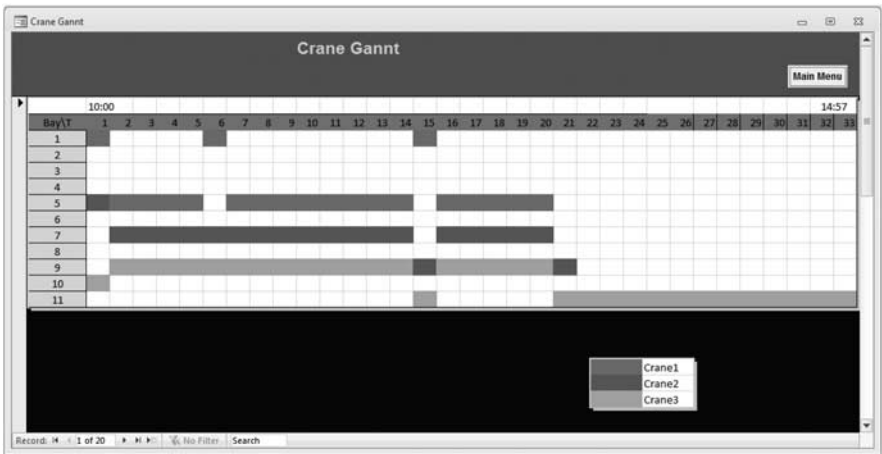 Crane Gannt
Crane Gannt
Main Menu
10:00 14:57
Bay\T 1 2 3 4 5 6 7 8 9 10 11 12 13 14 15 16 17 18 19 20 21 22 23 24 25 26 27 28 29 30 31 32 33
1
2
3
4
5
6
7
8
9
10
11
Crane1
Crane2
Crane3
Record: 1 of 20 No Filter Search